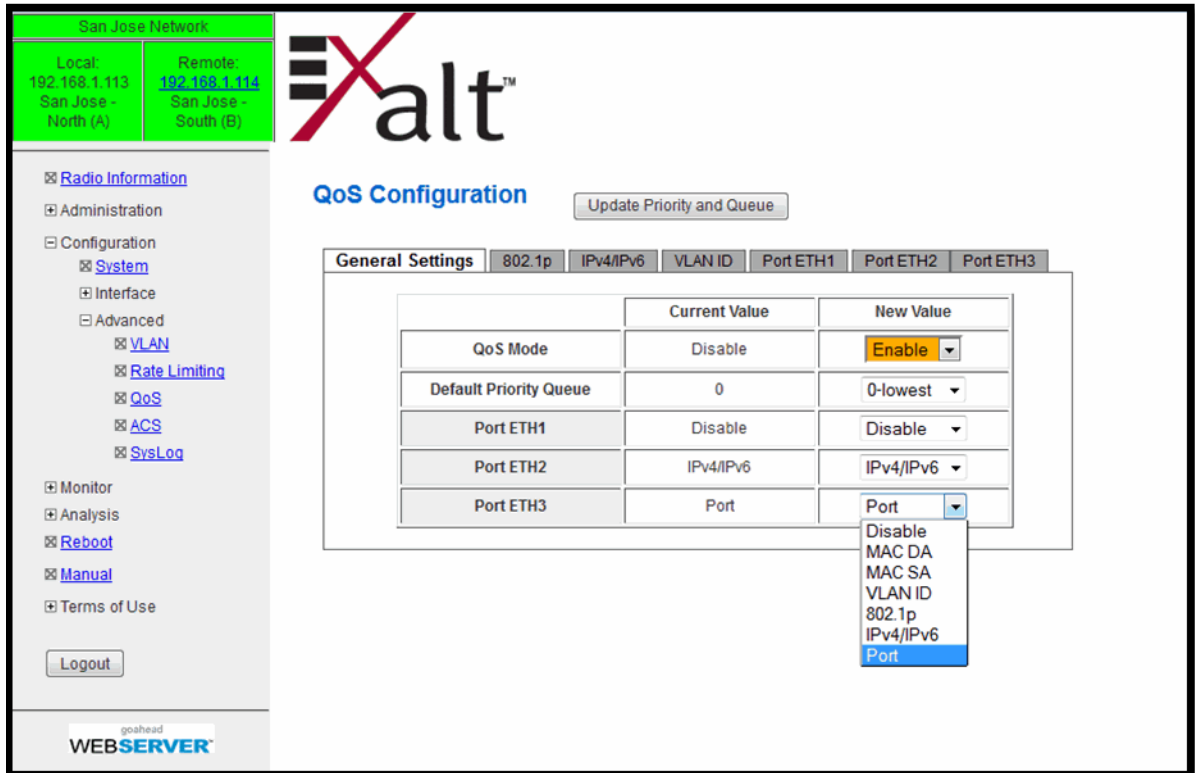 San Jose Network
Local:
192.168.1.113
San Jose -
North (A)
Remote:
192.168.1.114
San Jose -
South (B)
EXalt™
Radio Information
Administration
Configuration
System
Interface
Advanced
VLAN
Rate Limiting
QoS
ACS
SysLog
Monitor
Analysis
Reboot
Manual
Terms of Use
Logout
goahead
WEBSERVER™
QoS Configuration
Update Priority and Queue
General Settings 802.1p IPv4/IPv6 VLAN ID Port ETH1 Port ETH2 Port ETH3
Current Value New Value
QoS Mode Disable Enable
Default Priority Queue 0 0-lowest
Port ETH1 Disable Disable
Port ETH2 IPv4/IPv6 IPv4/IPv6
Port ETH3 Port Port
Disable
MAC DA
MAC SA
VLAN ID
802.1p
IPv4/IPv6
Port